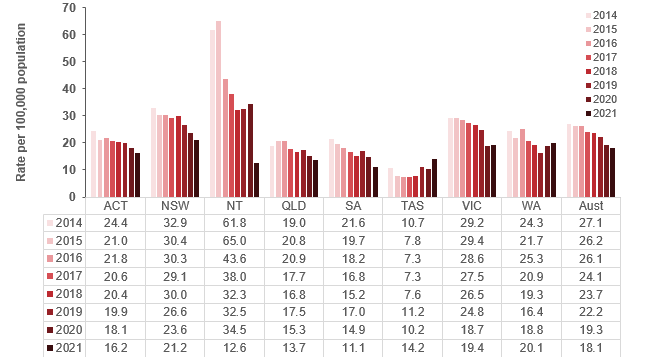 Rate per 100,000 population
70
60
50
40
30
20
10
0
2014
2015
2016
2017
2018
2019
2020
2021
ACT NSW NT QLD SA TAS VIC WA Aust
2014 24.4 32.9 61.8 19.0 21.6 10.7 29.2 24.3 27.1
2015 21.0 30.4 65.0 20.8 19.7 7.8 29.4 21.7 26.2
2016 21.8 30.3 43.6 20.9 18.2 7.3 28.6 25.3 26.1
2017 20.6 29.1 38.0 17.7 16.8 7.3 27.5 20.9 24.1
2018 20.4 30.0 32.3 16.8 15.2 7.6 26.5 19.3 23.7
2019 19.9 26.6 32.5 17.5 17.0 11.2 24.8 16.4 22.2
2020 18.1 23.6 34.5 15.3 14.9 10.2 18.7 18.8 19.3
2021 16.2 21.2 12.6 13.7 11.1 14.2 19.4 20.1 18.1